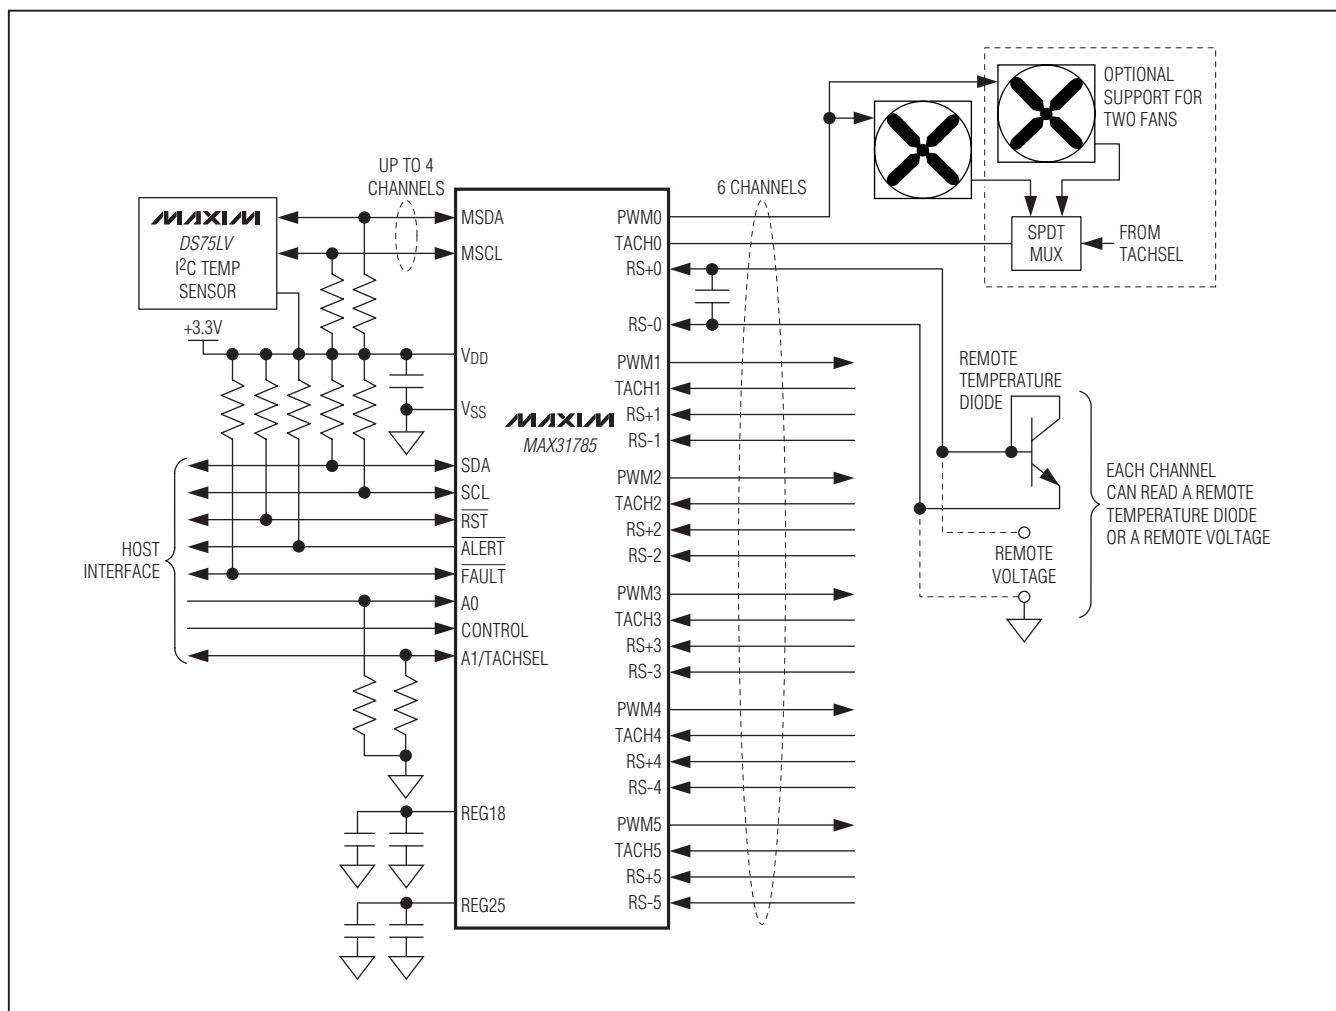 OPTIONAL
SUPPORT FOR
TWO FANS
UP TO 4
CHANNELS
6 CHANNELS
MAXIM
DS75LV
I2C TEMP
SENSOR
+3.3V
MSDA
MSCL
VDD
VSS
SDA
SCL
RST
ALERT
FAULT
A0
CONTROL
A1/TACHSEL
REG18
REG25
HOST
INTERFACE
MAXIM
MAX31785
PWM0
TACH0
RS+0
RS-0
PWM1
TACH1
RS+1
RS-1
PWM2
TACH2
RS+2
RS-2
PWM3
TACH3
RS+3
RS-3
PWM4
TACH4
RS+4
RS-4
PWM5
TACH5
RS+5
RS-5
SPDT
MUX
FROM
TACHSEL
REMOTE
TEMPERATURE
DIODE
REMOTE
VOLTAGE
EACH CHANNEL
CAN READ A REMOTE
TEMPERATURE DIODE
OR A REMOTE VOLTAGE